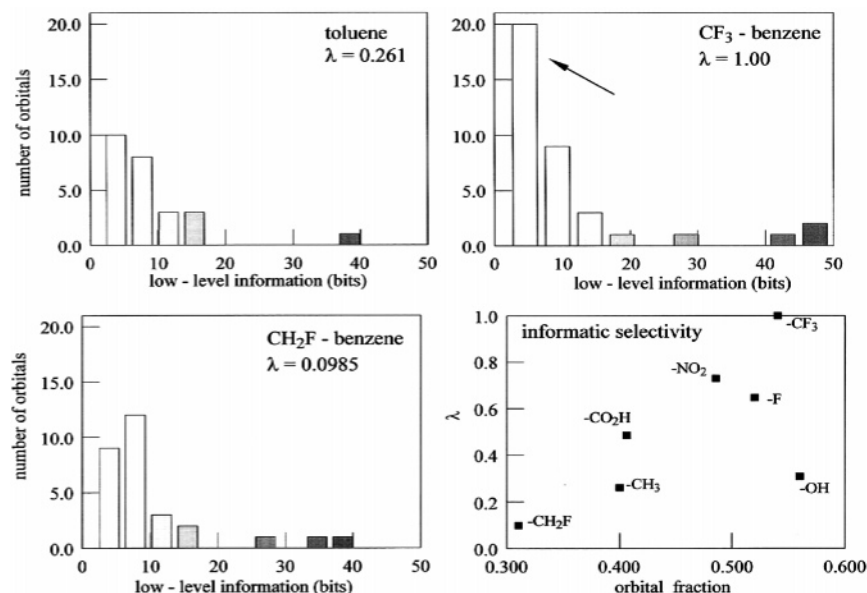 20.0
15.0
10.0
5.0
0.0
number of orbitals
toluene
λ = 0.261
0 10 20 30 40 50
low - level information (bits)
20.0
15.0
10.0
5.0
0.0
CF₃ - benzene
λ = 1.00
0 10 20 30 40 50
low - level information (bits)
20.0
15.0
10.0
5.0
0.0
number of orbitals
CH₂F - benzene
λ = 0.0985
0 10 20 30 40 50
low - level information (bits)
1.0
0.8
0.6
0.4
0.2
0.0
λ
informatic selectivity
-CF₃
-NO₂
-F
-CO₂H
-CH₃
-OH
-CH₂F
0.300 0.400 0.500 0.600
orbital fraction